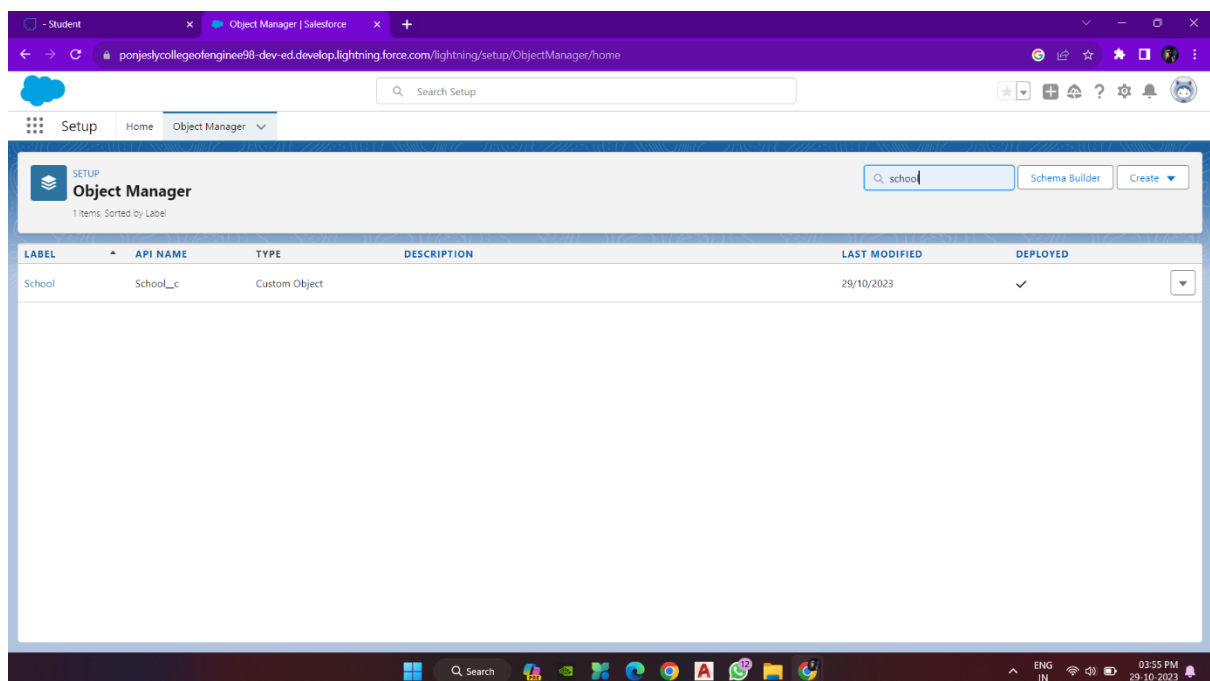 - Student
Object Manager | Salesforce
ponjeslycollegeofenginee98-dev-ed.develop.lightning.force.com/lightning/setup/ObjectManager/home
Search Setup
Setup Home Object Manager
SETUP
Object Manager
1 Items, Sorted by Label
school
Schema Builder
Create
LABEL API NAME TYPE DESCRIPTION LAST MODIFIED DEPLOYED
School School__c Custom Object 29/10/2023
Search
12
ENG
IN
03:55 PM
29-10-2023